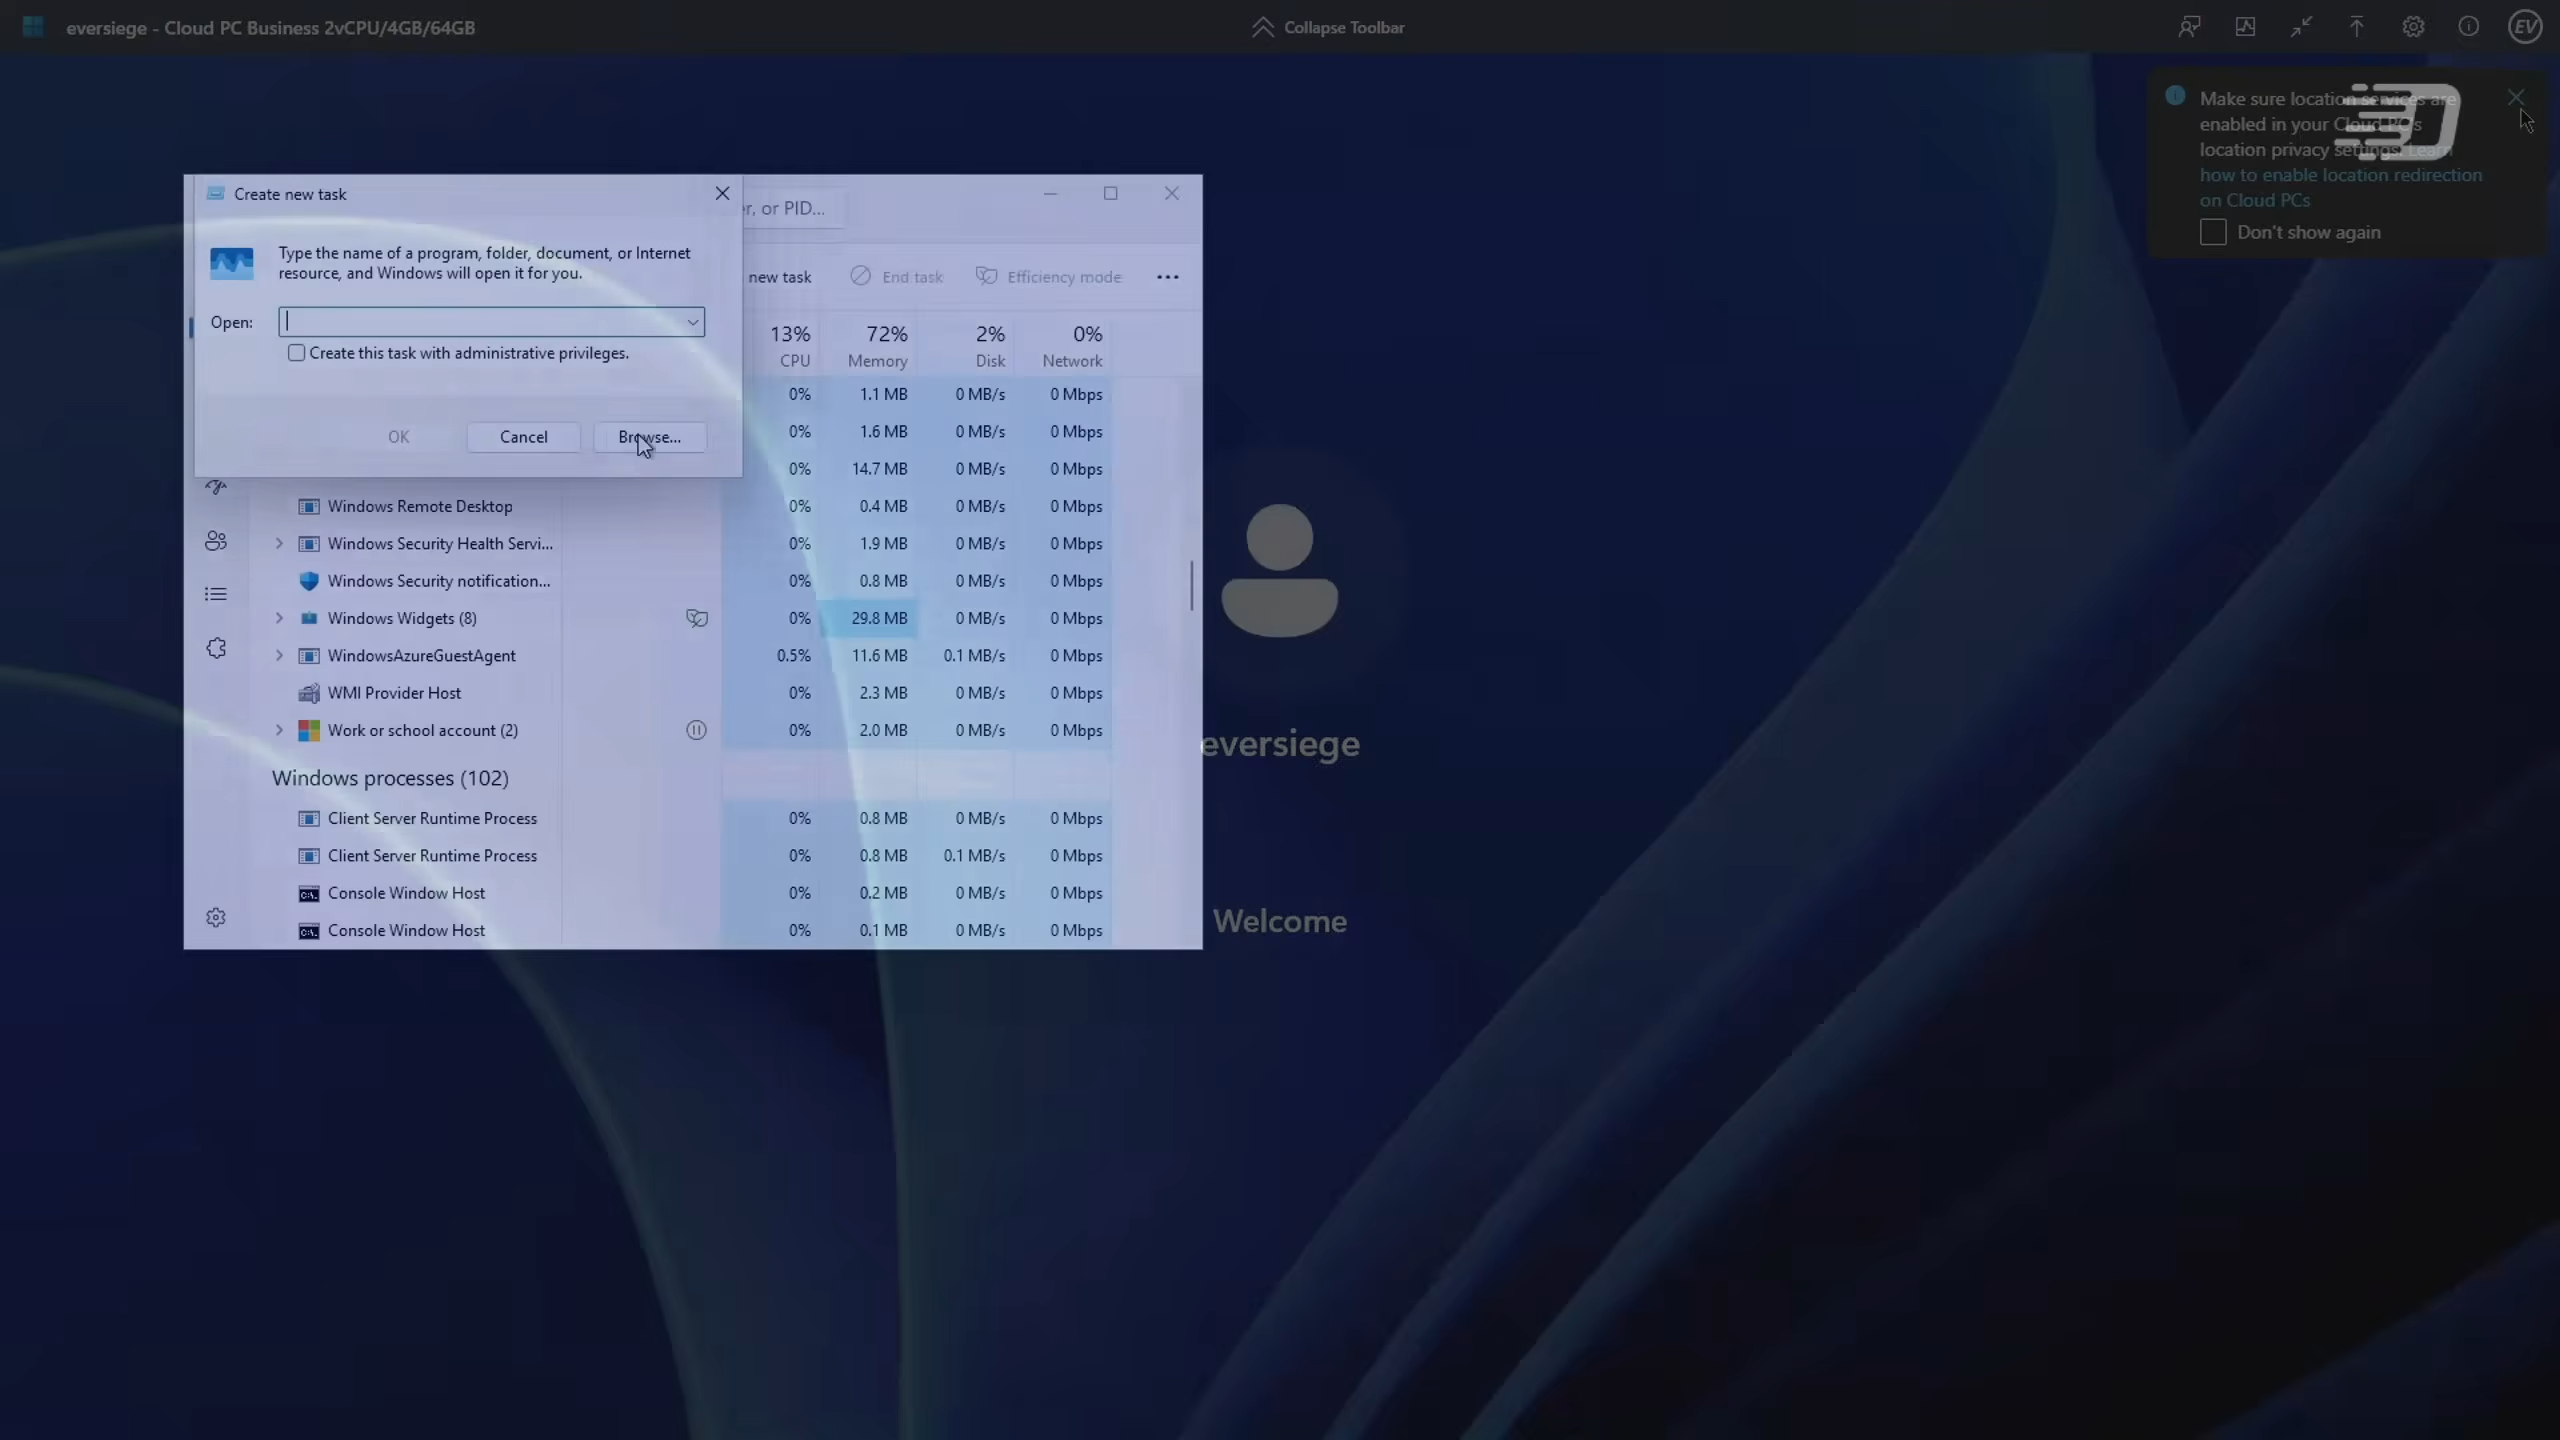 eversiege - Cloud PC Business 2vCPU/4GB/64GB
Collapse Toolbar
EV
Make sure location services are
enabled in your Cloud PC's
location privacy settings. Learn
how to enable location redirection
on Cloud PCs
Don't show again
Create new task
er, or PID...
Type the name of a program, folder, document, or Internet
resource, and Windows will open it for you.
Open:
Create this task with administrative privileges.
OK Cancel Browse...
new task End task Efficiency mode
13% 72% 2% 0%
CPU Memory Disk Network
0% 1.1 MB 0 MB/s 0 Mbps
0% 1.6 MB 0 MB/s 0 Mbps
0% 14.7 MB 0 MB/s 0 Mbps
Windows Remote Desktop 0% 0.4 MB 0 MB/s 0 Mbps
Windows Security Health Servi... 0% 1.9 MB 0 MB/s 0 Mbps
Windows Security notification... 0% 0.8 MB 0 MB/s 0 Mbps
Windows Widgets (8) 0% 29.8 MB 0 MB/s 0 Mbps
WindowsAzureGuestAgent 0.5% 11.6 MB 0.1 MB/s 0 Mbps
WMI Provider Host 0% 2.3 MB 0 MB/s 0 Mbps
Work or school account (2) 0% 2.0 MB 0 MB/s 0 Mbps
Windows processes (102)
Client Server Runtime Process 0% 0.8 MB 0 MB/s 0 Mbps
Client Server Runtime Process 0% 0.8 MB 0.1 MB/s 0 Mbps
Console Window Host 0% 0.2 MB 0 MB/s 0 Mbps
Console Window Host 0% 0.1 MB 0 MB/s 0 Mbps
eversiege
Welcome